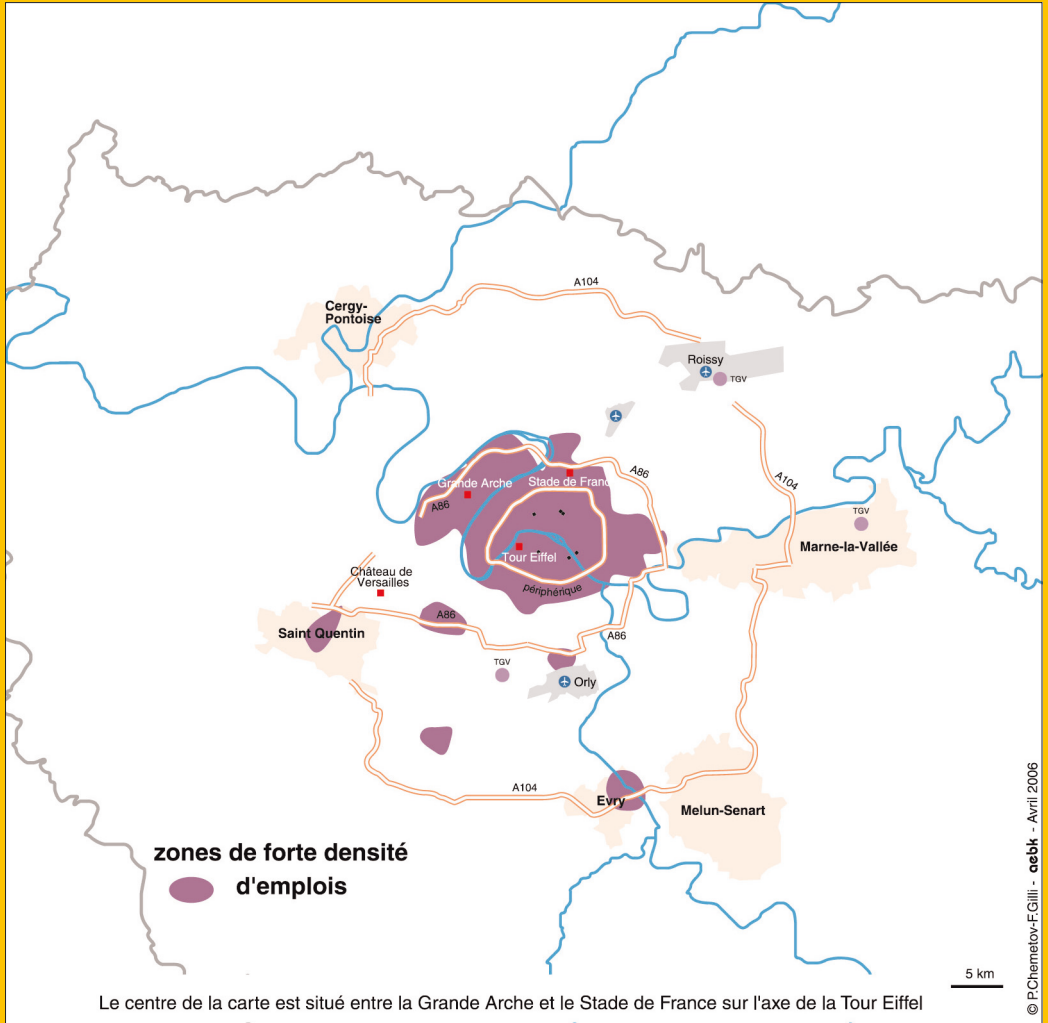 A104
Cergy-
Pontoise
Roissy
TGV
A86
Grande Arche
Stade de Franc
A86
A104
TGV
Marne-la-Vallée
Tour Eiffel
Château de
Versailles
périphérique
A86
Saint Quentin
A86
TGV
Orly
A104
Evry
Melun-Senart
zones de forte densité
d'emplois
5 km
Le centre de la carte est situé entre la Grande Arche et le Stade de France sur l'axe de la Tour Eiffel
© P.Chemetov-F.Gilli - aebk - Avril 2006